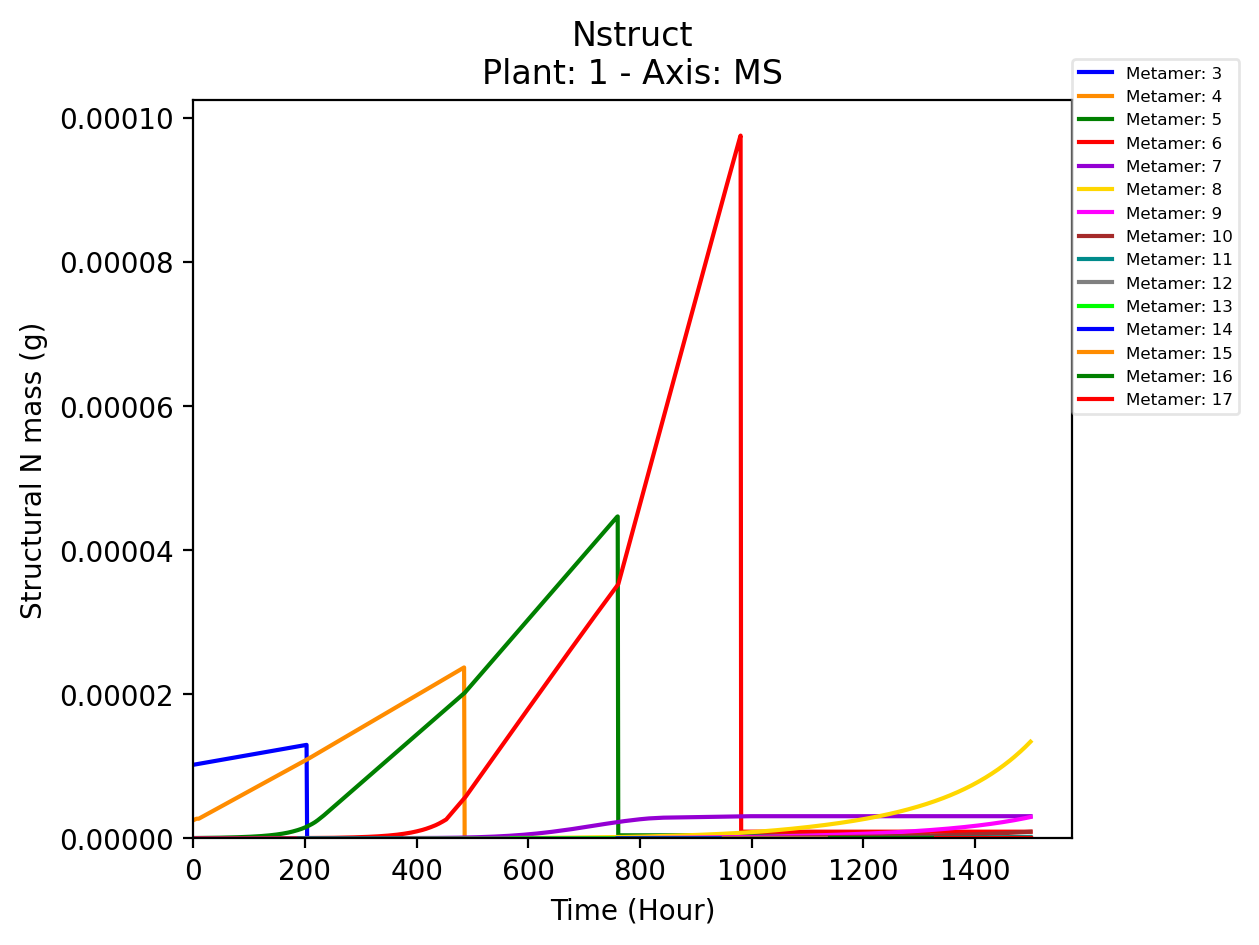 Nstruct
Plant: 1 - Axis: MS
Metamer: 3
Metamer: 4
Metamer: 5
Metamer: 6
Metamer: 7
Metamer: 8
Metamer: 9
Metamer: 10
Metamer: 11
Metamer: 12
Metamer: 13
Metamer: 14
Metamer: 15
Metamer: 16
Metamer: 17
Structural N mass (g)
0.00010
0.00008
0.00006
0.00004
0.00002
0.00000
0 200 400 600 800 1000 1200 1400
Time (Hour)